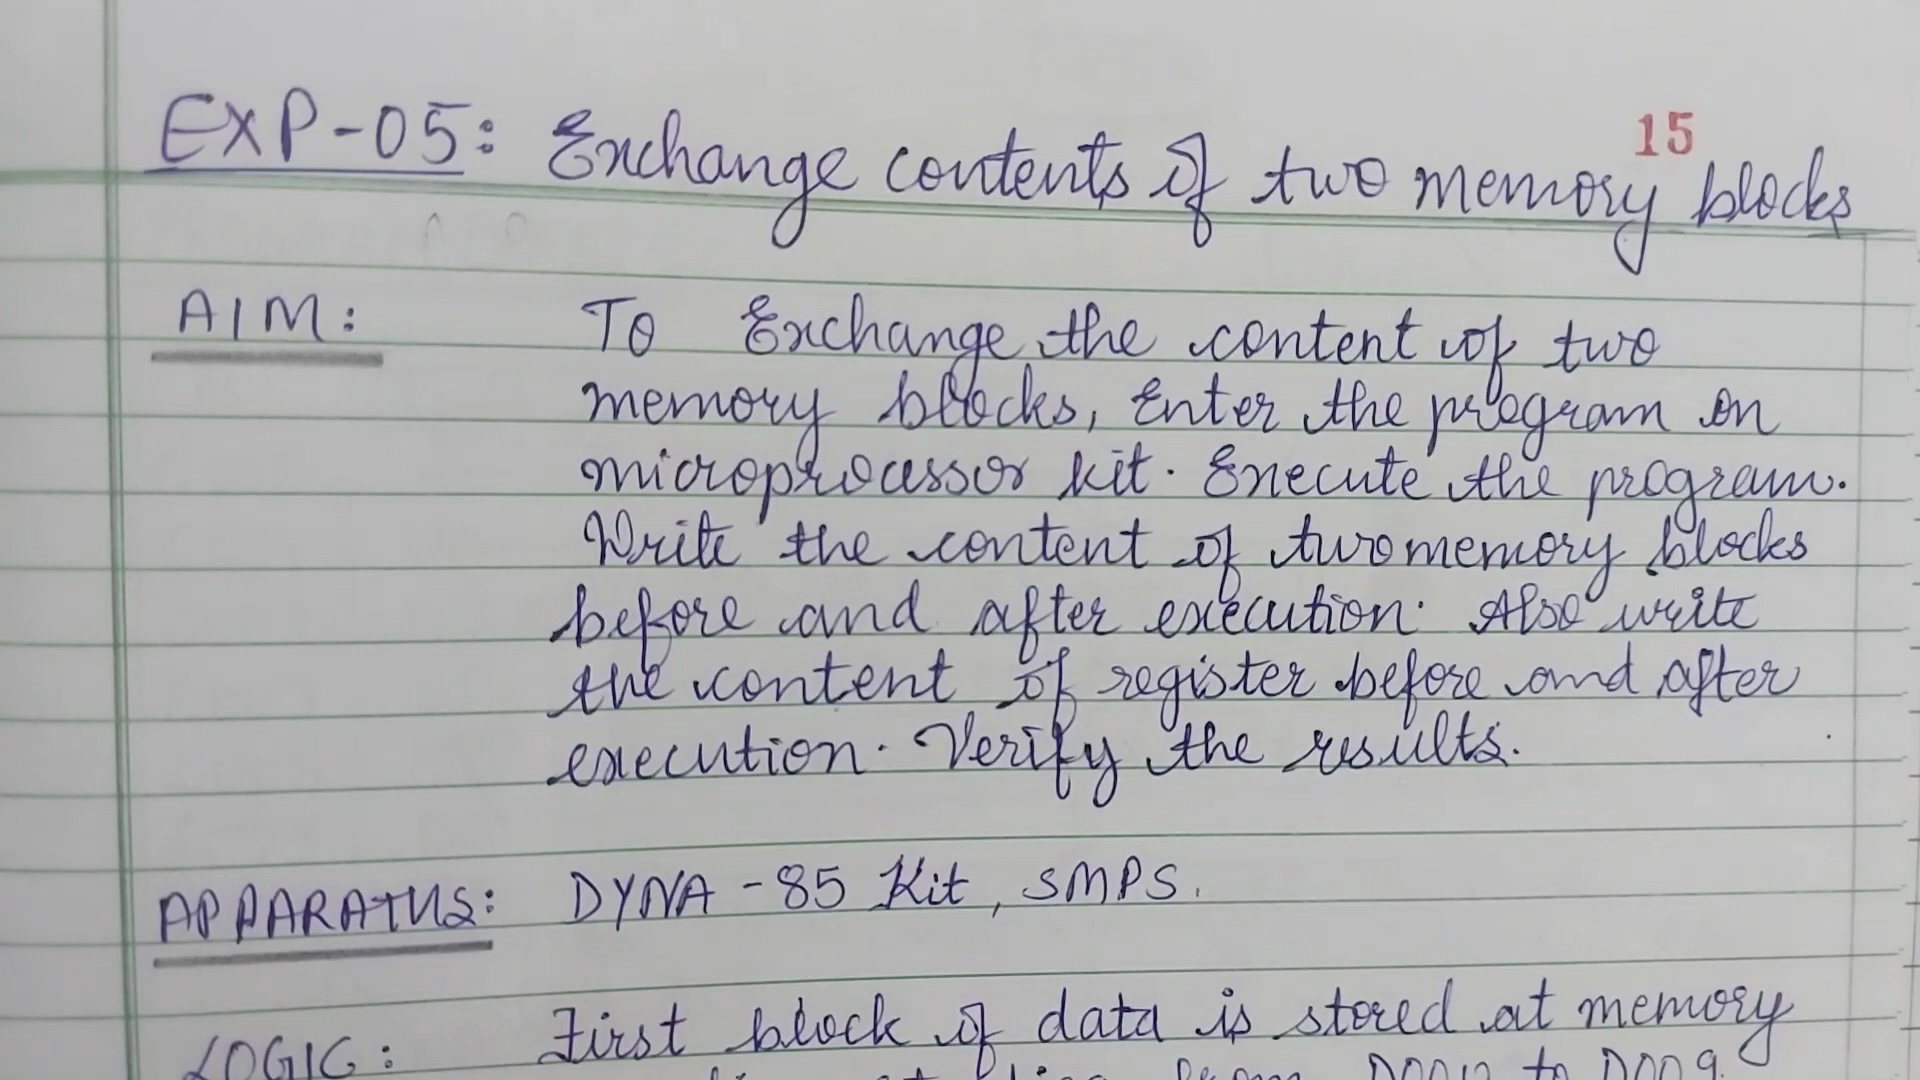 15
EXP-05: Exchange contents of two memory blocks
AIM: To Exchange the content of two
memory blocks, Enter the program on
microprocessor kit. Execute the program.
Write the content of two memory blocks
before and after execution. Also write
the content of register before and after
execution. Verify the results.
APPARATUS: DYNA-85 Kit, SMPS.
LOGIC: First block of data is stored at memory
to D009